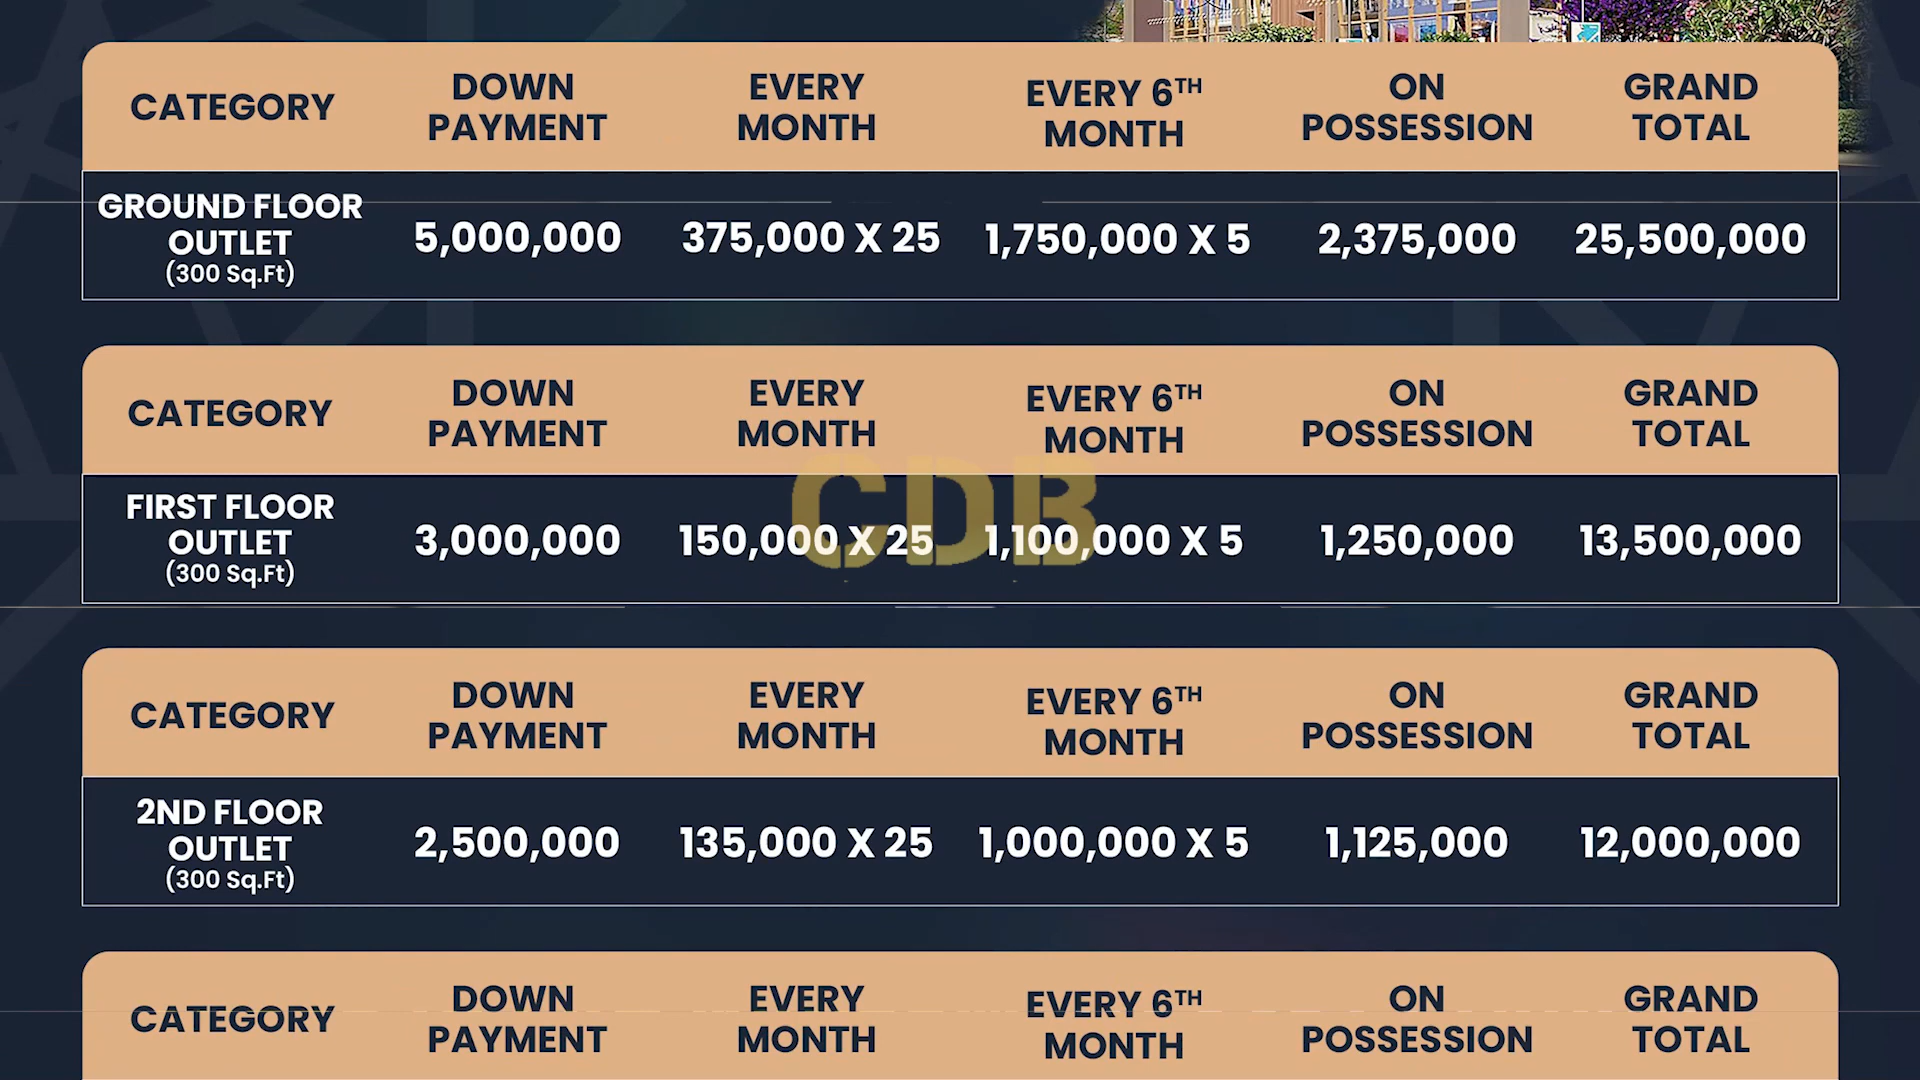 CATEGORY
DOWN PAYMENT
EVERY MONTH
EVERY 6TH MONTH
ON POSSESSION
GRAND TOTAL
GROUND FLOOR
OUTLET
(300 Sq.Ft)
5,000,000
375,000 X 25
1,750,000 X 5
2,375,000
25,500,000
CATEGORY
DOWN PAYMENT
EVERY MONTH
EVERY 6TH MONTH
ON POSSESSION
GRAND TOTAL
FIRST FLOOR
OUTLET
(300 Sq.Ft)
3,000,000
150,000 X 25
1,100,000 X 5
1,250,000
13,500,000
CDB
CATEGORY
DOWN PAYMENT
EVERY MONTH
EVERY 6TH MONTH
ON POSSESSION
GRAND TOTAL
2ND FLOOR
OUTLET
(300 Sq.Ft)
2,500,000
135,000 X 25
1,000,000 X 5
1,125,000
12,000,000
CATEGORY
DOWN PAYMENT
EVERY MONTH
EVERY 6TH MONTH
ON POSSESSION
GRAND TOTAL